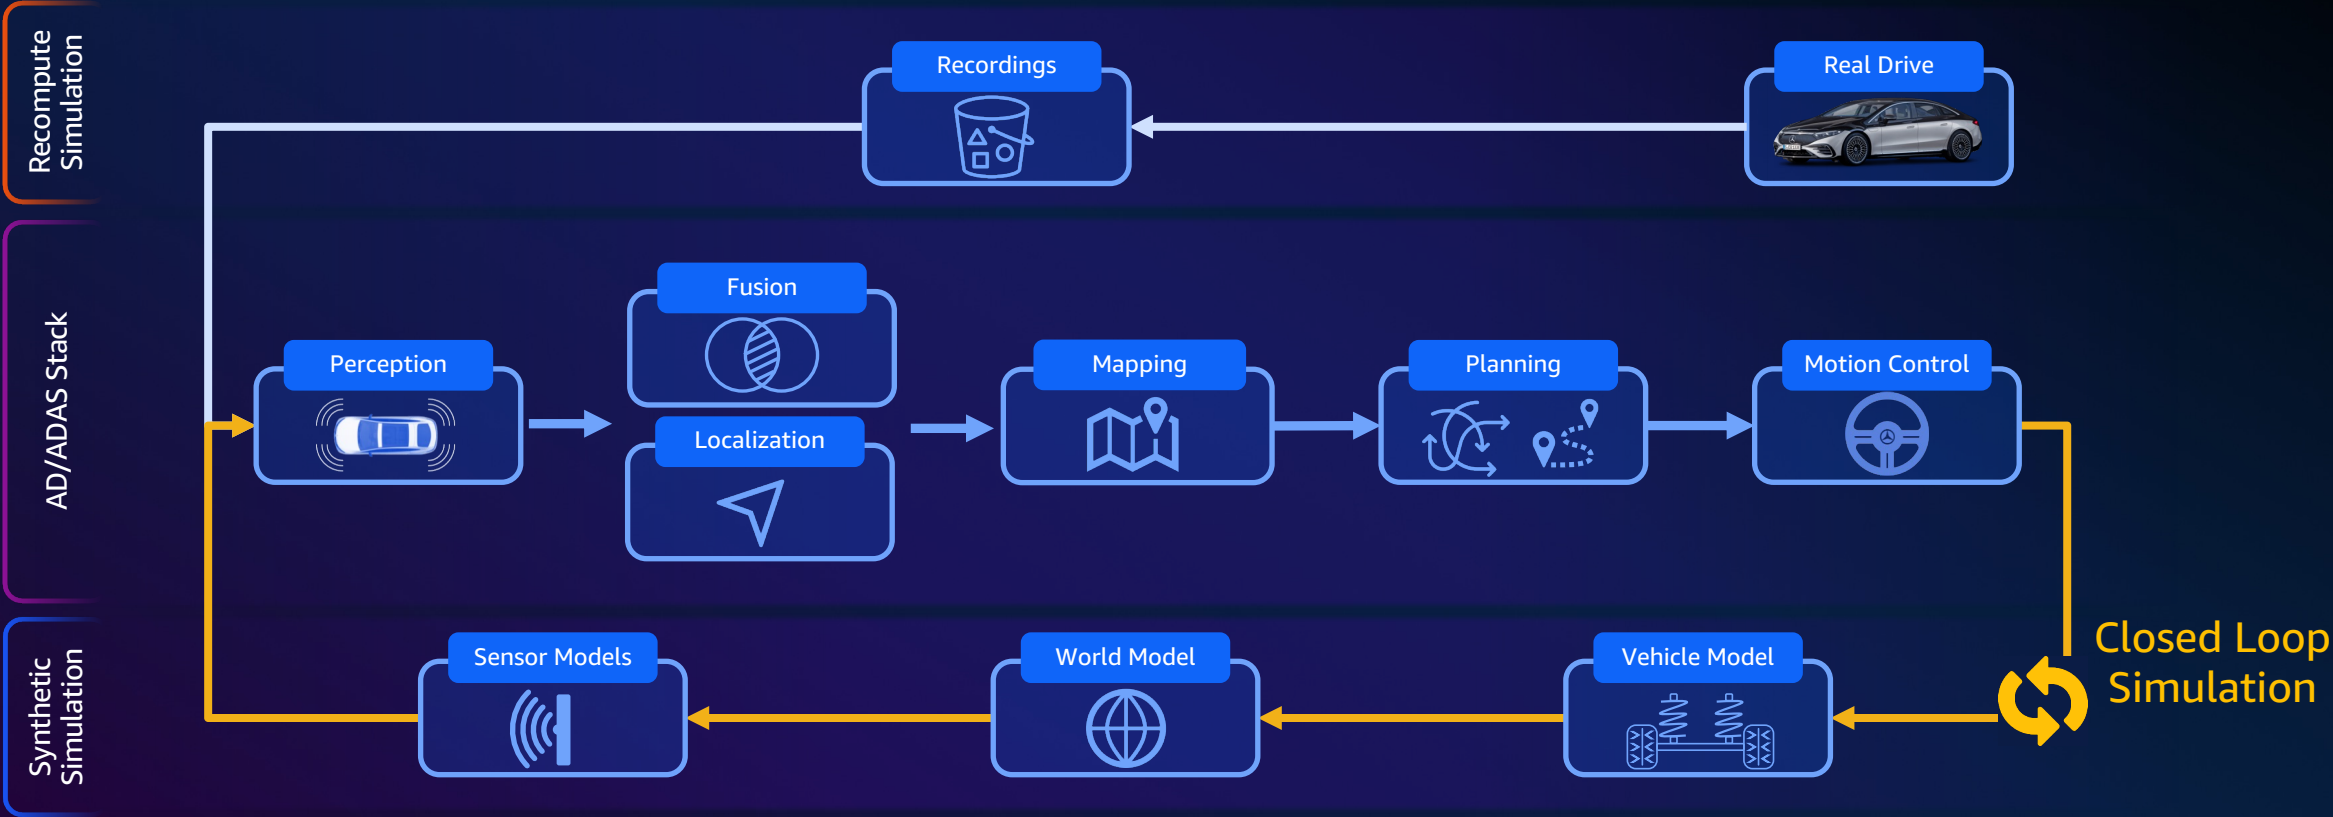 Recompute
Simulation
Recordings
Real Drive
AD/ADAS Stack
Perception
Fusion
Localization
Mapping
Planning
Motion Control
Synthetic
Simulation
Sensor Models
World Model
Vehicle Model
Closed Loop
Simulation